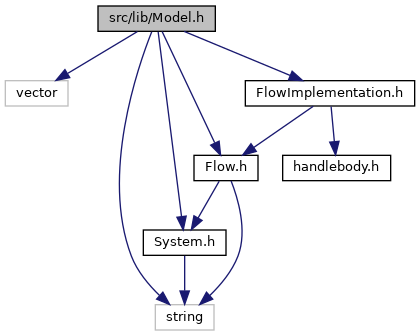 src/lib/Model.h
vector
FlowImplementation.h
Flow.h
handlebody.h
System.h
string